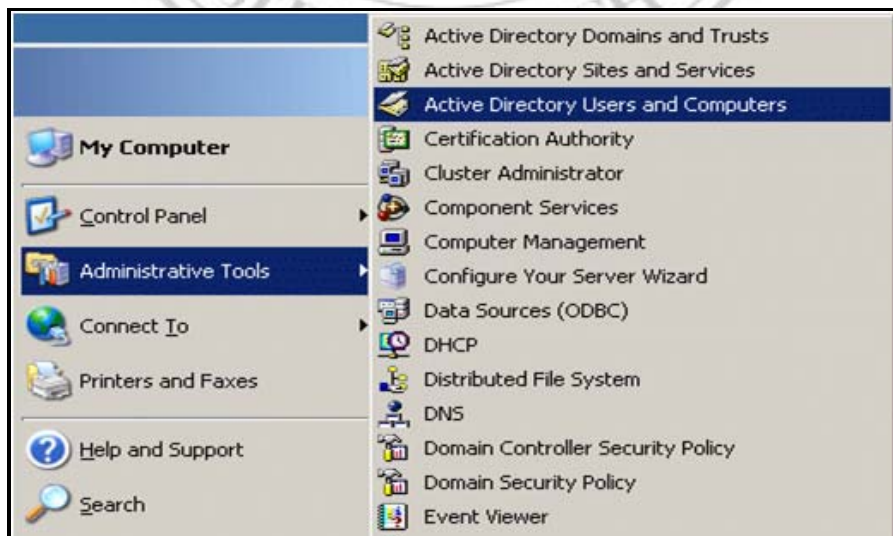 My Computer
Control Panel
Administrative Tools
Connect To
Printers and Faxes
Help and Support
Search
Active Directory Domains and Trusts
Active Directory Sites and Services
Active Directory Users and Computers
Certification Authority
Cluster Administrator
Component Services
Computer Management
Configure Your Server Wizard
Data Sources (ODBC)
DHCP
Distributed File System
DNS
Domain Controller Security Policy
Domain Security Policy
Event Viewer